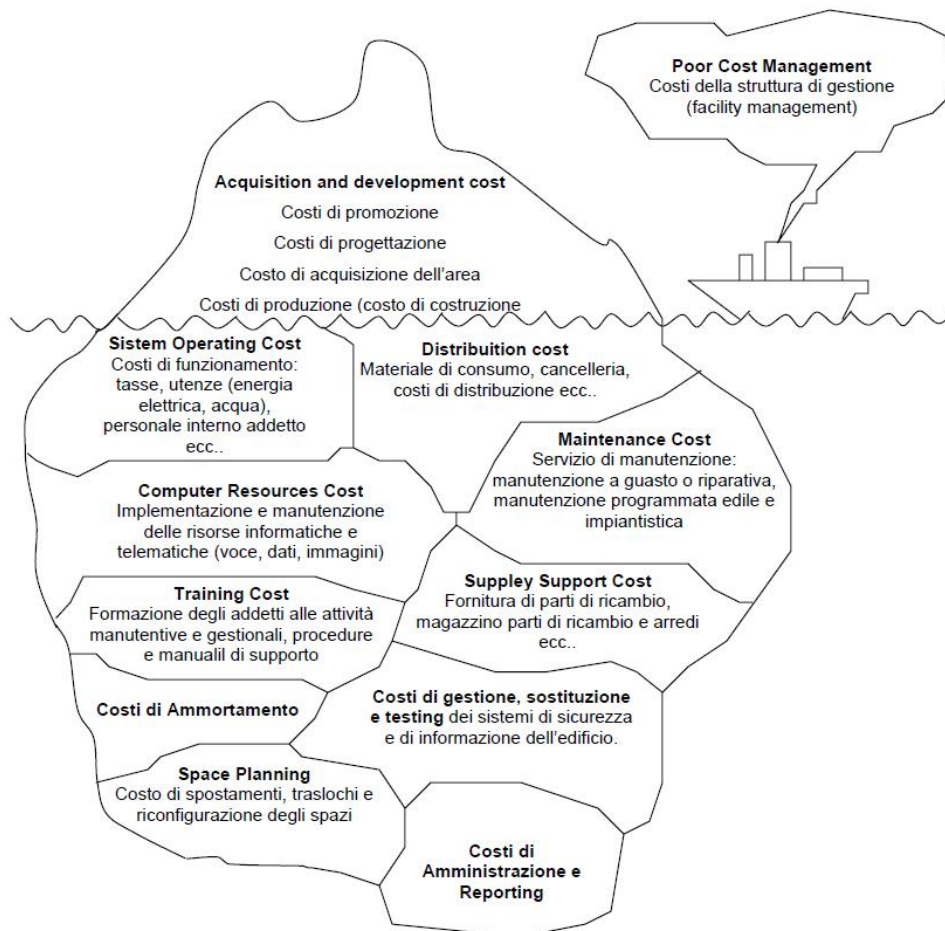 Poor Cost Management
Costi della struttura di gestione
(facility management)
Acquisition and development cost
Costi di promozione
Costi di progettazione
Costo di acquisizione dell'area
Costi di produzione (costo di costruzione
Sistem Operating Cost
Costi di funzionamento:
tasse, utenze (energia
elettrica, acqua),
personale interno addetto
ecc..
Distribuition cost
Materiale di consumo, cancelleria,
costi di distribuzione ecc..
Maintenance Cost
Servizio di manutenzione:
manutenzione a guasto o riparativa,
manutenzione programmata edile e
impiantistica
Computer Resources Cost
Implementazione e manutenzione
delle risorse informatiche e
telematiche (voce, dati, immagini)
Suppley Support Cost
Fornitura di parti di ricambio,
magazzino parti di ricambio e arredi
ecc..
Training Cost
Formazione degli addetti alle attività
manutentive e gestionali, procedure
e manualil di supporto
Costi di Ammortamento
Costi di gestione, sostituzione
e testing dei sistemi di sicurezza
e di informazione dell'edificio.
Space Planning
Costo di spostamenti, traslochi e
riconfigurazione degli spazi
Costi di
Amministrazione e
Reporting